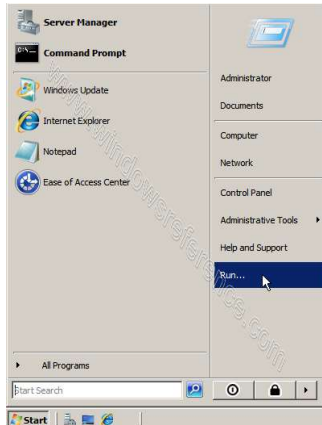 Server Manager
Command Prompt
Windows Update
Internet Explorer
Notepad
Ease of Access Center
All Programs
Start Search
Start
Administrator
Documents
Computer
Network
Control Panel
Administrative Tools
Help and Support
Run...
www.windowsreference.com